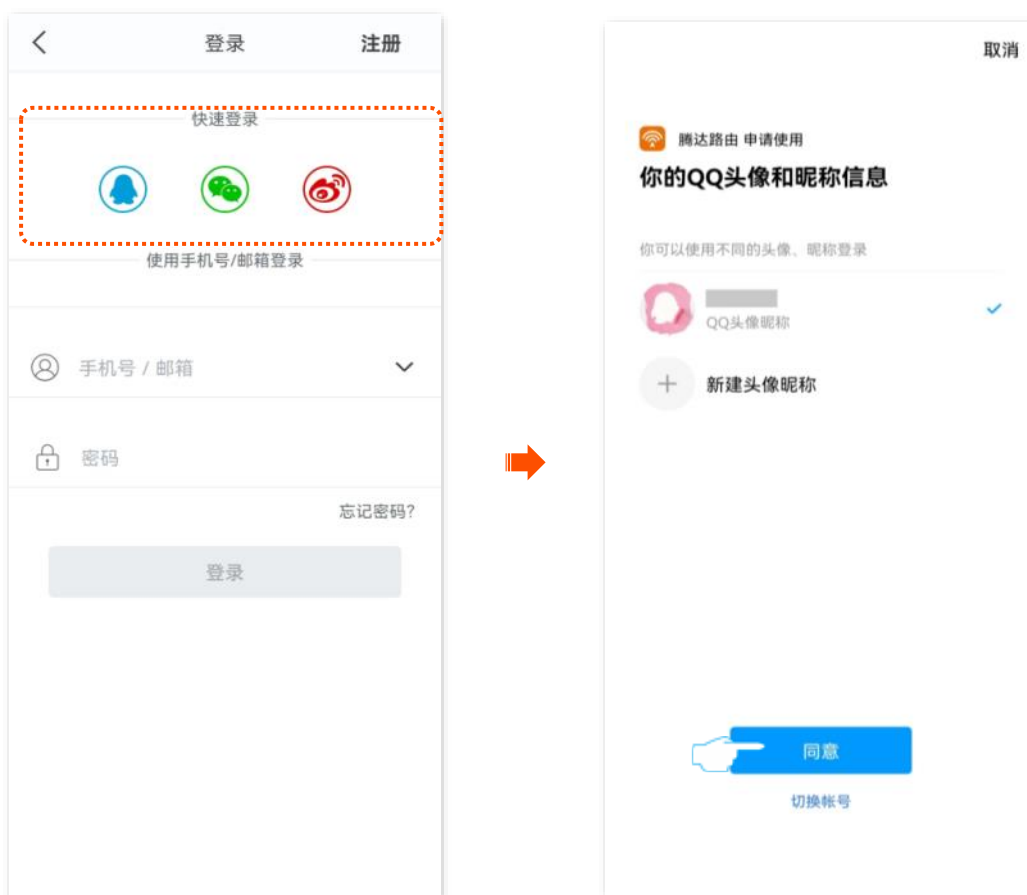 登录
注册
快速登录
使用手机号/邮箱登录
手机号 / 邮箱
密码
忘记密码?
登录
取消
腾达路由 申请使用
你的QQ头像和昵称信息
你可以使用不同的头像、昵称登录
QQ头像昵称
新建头像昵称
同意
切换帐号